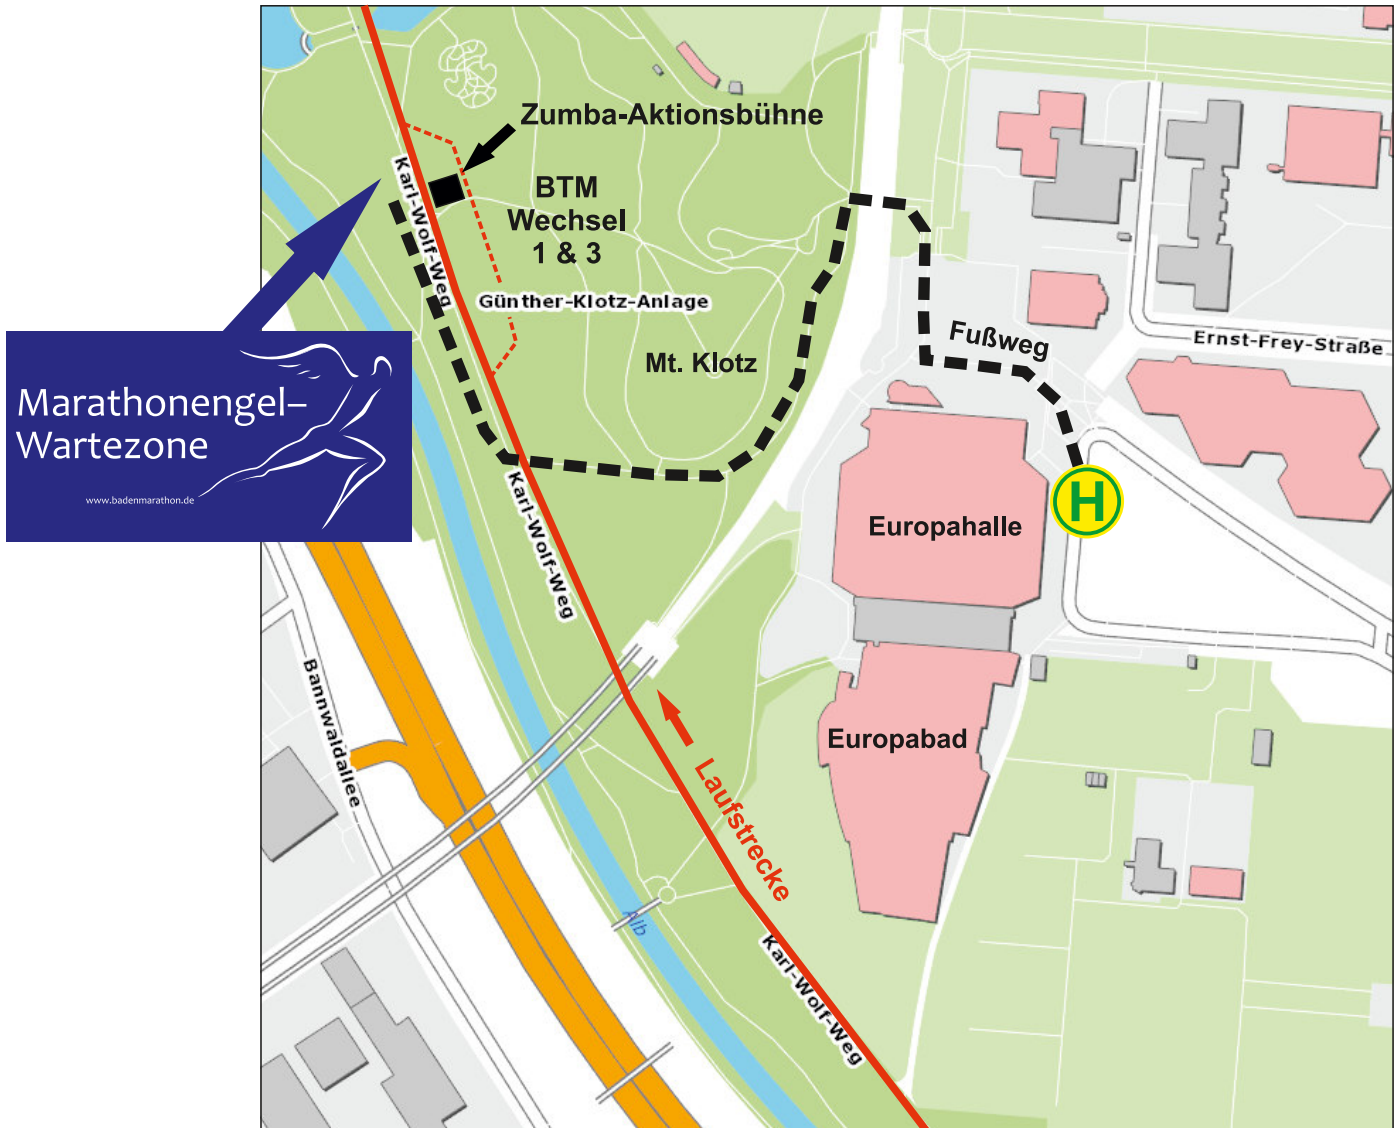 Zumba-Aktionsbühne
Karl-Wolf-Weg
BTM
Wechsel
1 & 3
Günther-Klotz-Anlage
Mt. Klotz
Fußweg
Ernst-Frey-Straße
Marathonengel-
Wartezone
www.badenmarathon.de
Karl-Wolf-Weg
Europahalle
H
Bannwaldallee
Europabad
Laufstrecke
Alb
Karl-Wolf-Weg